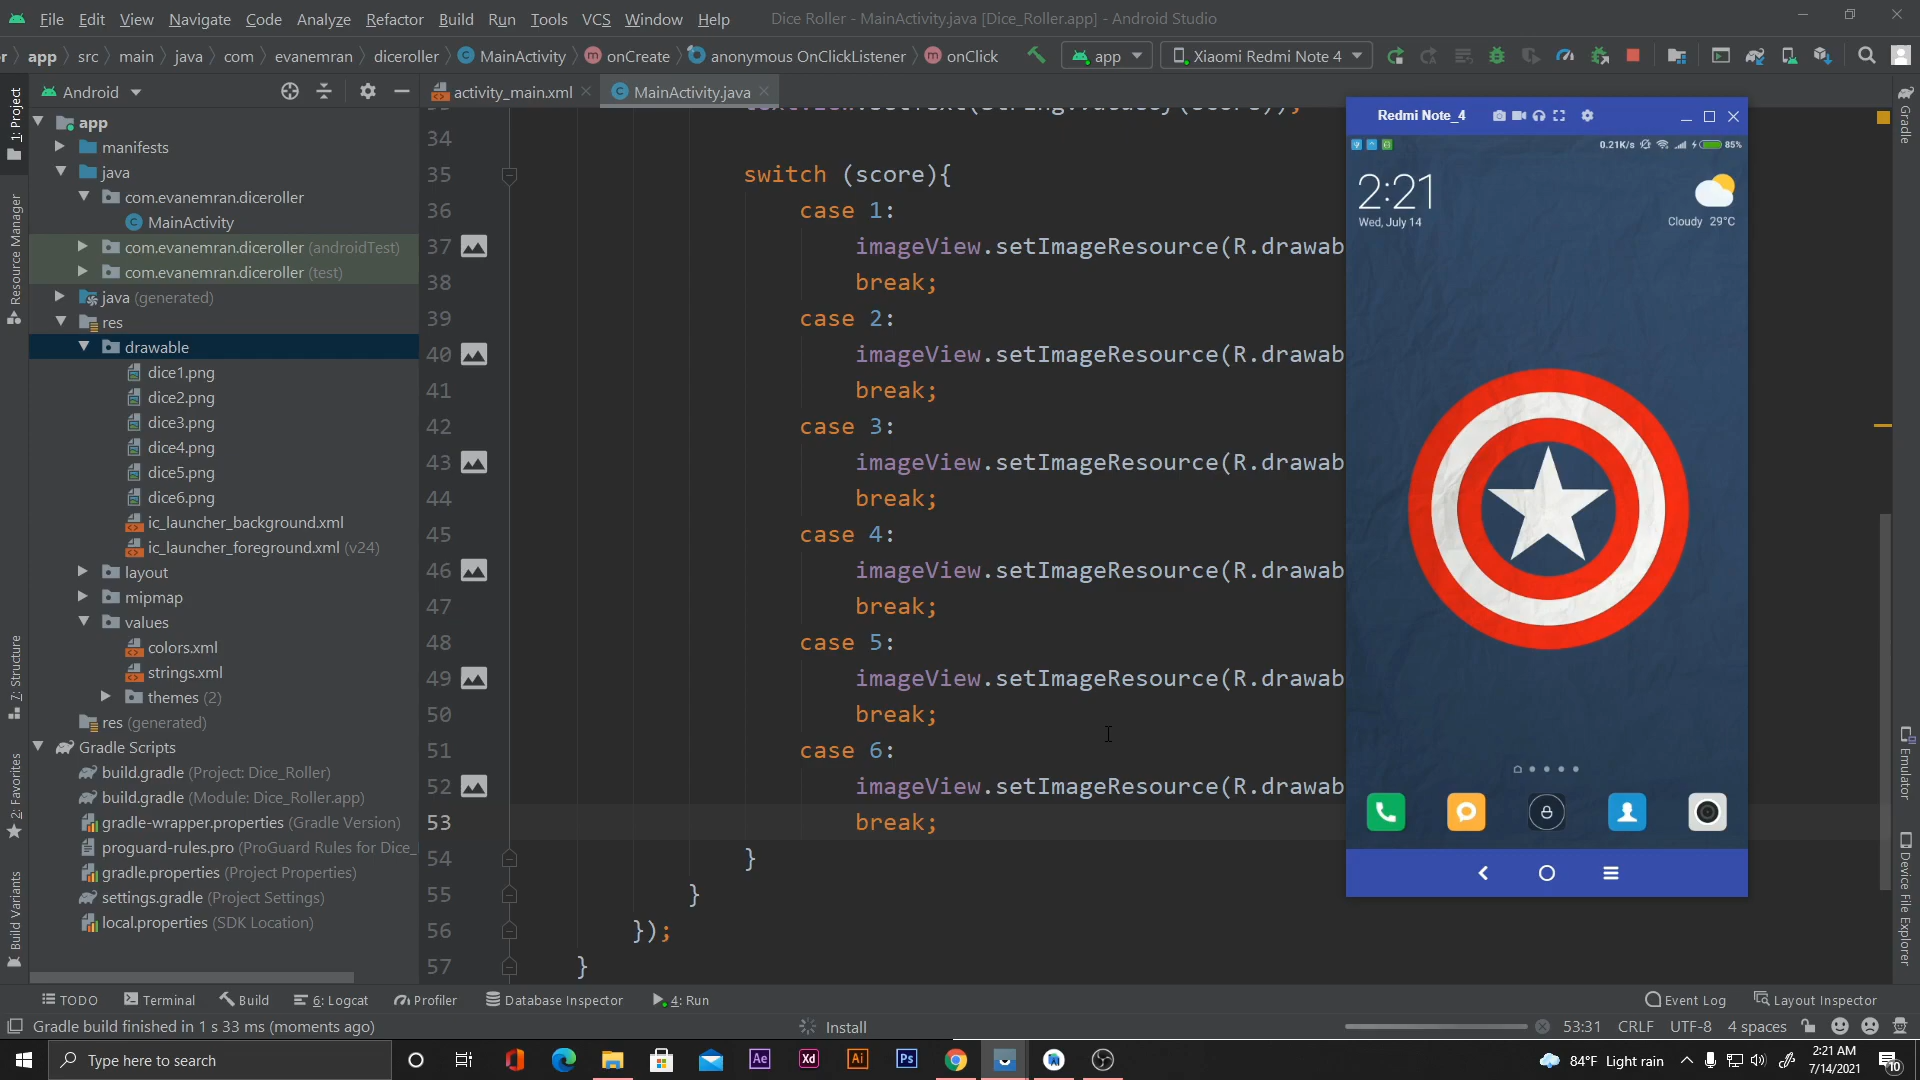 File Edit View Navigate Code Analyze Refactor Build Run Tools VCS Window Help Dice Roller - MainActivity.java [Dice_Roller.app] - Android Studio
r app src main java com evanemran diceroller MainActivity onCreate anonymous OnClickListener onClick app Xiaomi Redmi Note 4
1: Project
Resource Manager
7: Structure
2: Favorites
Build Variants
Android
app
manifests
java
com.evanemran.diceroller
MainActivity
com.evanemran.diceroller (androidTest)
com.evanemran.diceroller (test)
java (generated)
res
drawable
dice1.png
dice2.png
dice3.png
dice4.png
dice5.png
dice6.png
ic_launcher_background.xml
ic_launcher_foreground.xml (v24)
layout
mipmap
values
colors.xml
strings.xml
themes (2)
res (generated)
Gradle Scripts
build.gradle (Project: Dice_Roller)
build.gradle (Module: Dice_Roller.app)
gradle-wrapper.properties (Gradle Version)
proguard-rules.pro (ProGuard Rules for Dice_
gradle.properties (Project Properties)
settings.gradle (Project Settings)
local.properties (SDK Location)
activity_main.xml MainActivity.java
34
35 switch (score){
36 case 1:
37 imageView.setImageResource(R.drawab
38 break;
39 case 2:
40 imageView.setImageResource(R.drawab
41 break;
42 case 3:
43 imageView.setImageResource(R.drawab
44 break;
45 case 4:
46 imageView.setImageResource(R.drawab
47 break;
48 case 5:
49 imageView.setImageResource(R.drawab
50 break;
51 case 6:
52 imageView.setImageResource(R.drawab
53 break;
54 }
55 }
56 });
57 }
Redmi Note_4
0.21K/s 85%
2:21
Wed, July 14
Cloudy 29°C
Gradle
Emulator
Device File Explorer
TODO Terminal Build 6: Logcat Profiler Database Inspector 4: Run Event Log Layout Inspector
Gradle build finished in 1 s 33 ms (moments ago) Install 53:31 CRLF UTF-8 4 spaces
Type here to search Ae Xd Ai Ps 84°F Light rain 2:21 AM
7/14/2021 10